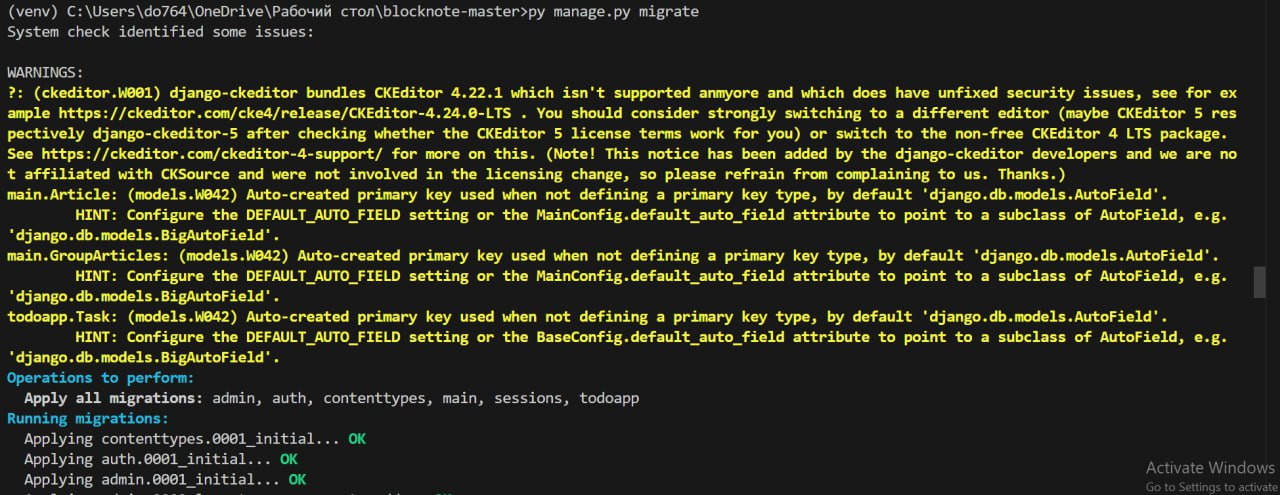 (venv) C:\Users\do764\OneDrive\Рабочий стол\blocknote-master>py manage.py migrate
System check identified some issues:
WARNINGS:
?: (ckeditor.W001) django-ckeditor bundles CKEditor 4.22.1 which isn't supported anmyore and which does have unfixed security issues, see for ex
ample https://ckeditor.com/cke4/release/CKEditor-4.24.0-LTS . You should consider strongly switching to a different editor (maybe CKEditor 5 res
pectively django-ckeditor-5 after checking whether the CKEditor 5 license terms work for you) or switch to the non-free CKEditor 4 LTS package.
See https://ckeditor.com/ckeditor-4-support/ for more on this. (Note! This notice has been added by the django-ckeditor developers and we are no
t affiliated with CKSource and were not involved in the licensing change, so please refrain from complaining to us. Thanks.)
main.Article: (models.W042) Auto-created primary key used when not defining a primary key type, by default 'django.db.models.AutoField'.
HINT: Configure the DEFAULT_AUTO_FIELD setting or the MainConfig.default_auto_field attribute to point to a subclass of AutoField, e.g.
'django.db.models.BigAutoField'.
main.GroupArticles: (models.W042) Auto-created primary key used when not defining a primary key type, by default 'django.db.models.AutoField'.
HINT: Configure the DEFAULT_AUTO_FIELD setting or the MainConfig.default_auto_field attribute to point to a subclass of AutoField, e.g.
'django.db.models.BigAutoField'.
todoapp.Task: (models.W042) Auto-created primary key used when not defining a primary key type, by default 'django.db.models.AutoField'.
HINT: Configure the DEFAULT_AUTO_FIELD setting or the BaseConfig.default_auto_field attribute to point to a subclass of AutoField, e.g.
'django.db.models.BigAutoField'.
Operations to perform:
Apply all migrations: admin, auth, contenttypes, main, sessions, todoapp
Running migrations:
Applying contenttypes.0001_initial... OK
Applying auth.0001_initial... OK
Applying admin.0001_initial... OK
Activate Windows
Go to Settings to activate